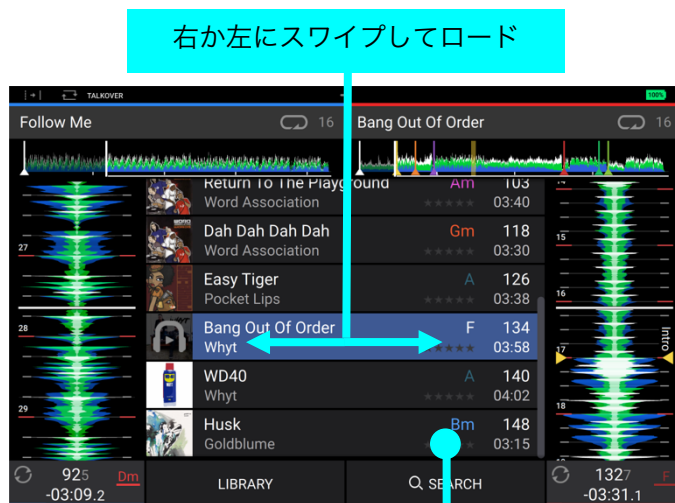 右か左にスワイプしてロード
TALKOVER
100%
Follow Me
16
Bang Out Of Order
16
Return To The Playground
Am
103
Word Association
03:40
Dah Dah Dah Dah
Gm
118
Word Association
03:30
Easy Tiger
A
126
Pocket Lips
03:38
Bang Out Of Order
F
134
Whyt
03:58
WD40
A
140
Whyt
04:02
Husk
Bm
148
Goldblume
03:15
27
28
29
15
16
17
Intro
18
925
Dm
-03:09.2
LIBRARY
SEARCH
1327
F
-03:31.1